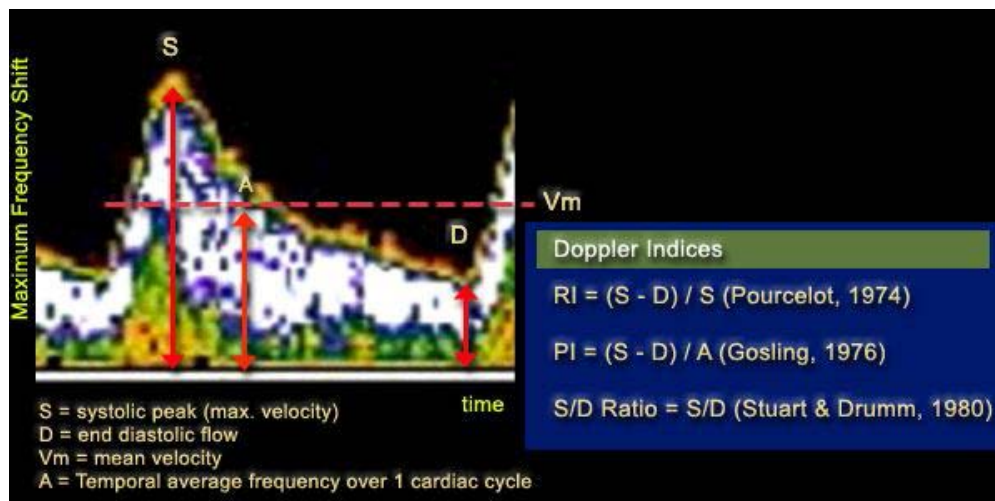 Maximum Frequency Shift
S
A
D
Vm
time
S = systolic peak (max. velocity)
D = end diastolic flow
Vm = mean velocity
A = Temporal average frequency over 1 cardiac cycle
Doppler Indices
RI = (S - D) / S (Pourcelot, 1974)
PI = (S - D) / A (Gosling, 1976)
S/D Ratio = S/D (Stuart & Drumm, 1980)